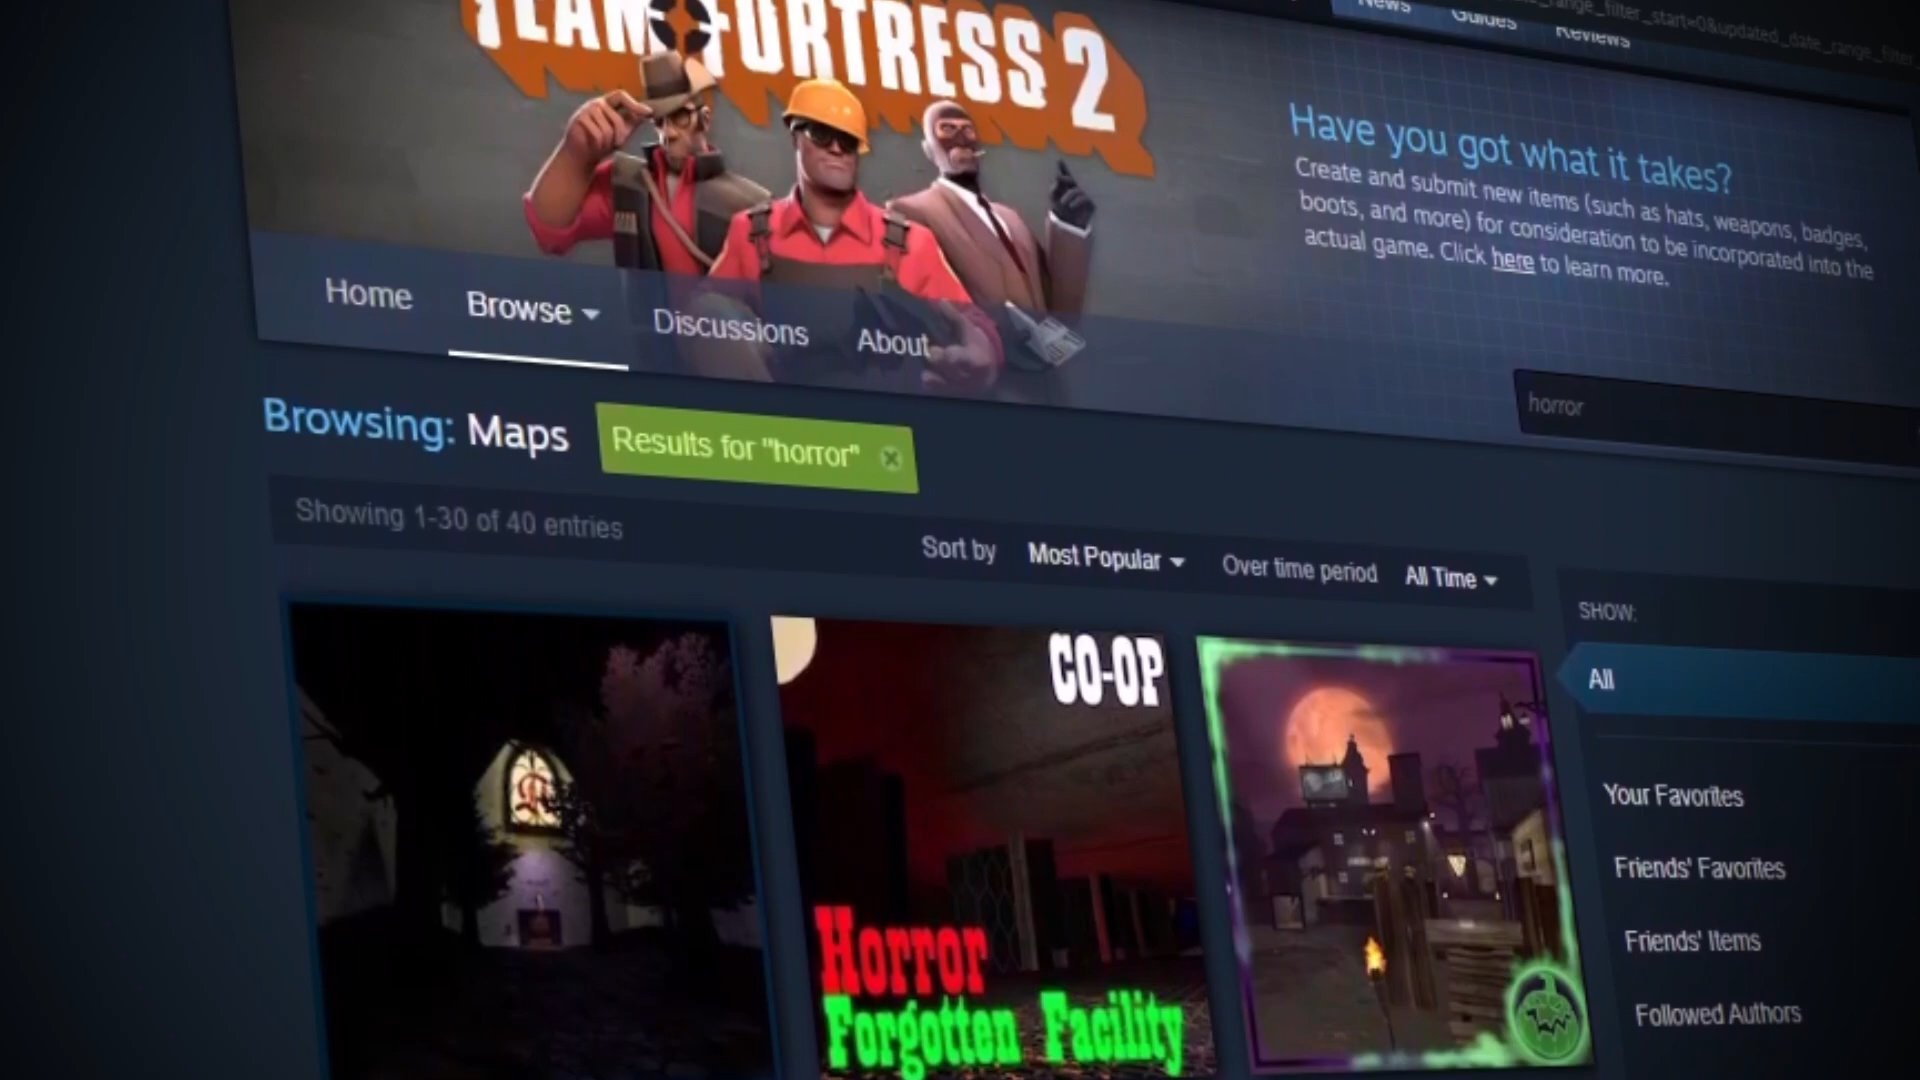 News Guides Reviews
range_filter_start=0&updated_date_range_filter_
TEAM FORTRESS 2
Have you got what it takes?
Create and submit new items (such as hats, weapons, badges,
boots, and more) for consideration to be incorporated into the
actual game. Click here to learn more.
Home Browse Discussions About
horror
Browsing: Maps Results for "horror"
Showing 1-30 of 40 entries
Sort by Most Popular Over time period All Time
SHOW:
All
Your Favorites
Friends' Favorites
Friends' Items
Followed Authors
CO-OP
Horror
Forgotten Facility